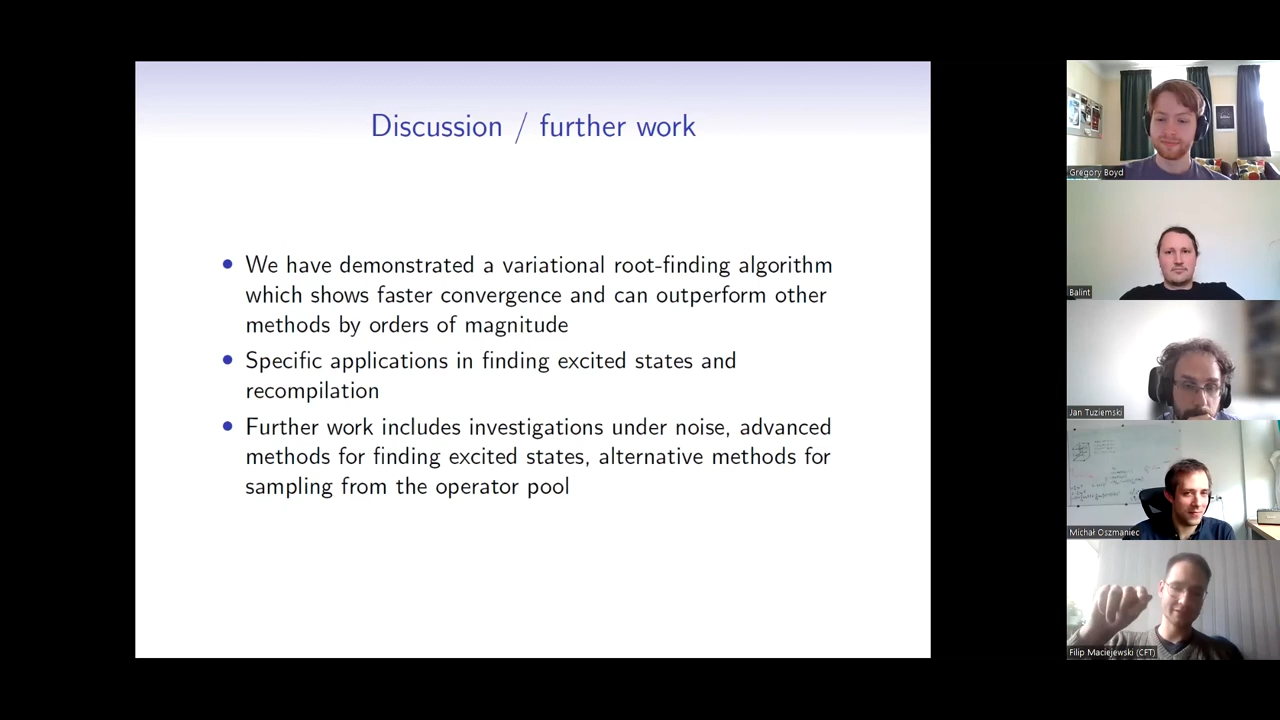 Discussion / further work
We have demonstrated a variational root-finding algorithm
which shows faster convergence and can outperform other
methods by orders of magnitude
Specific applications in finding excited states and
recompilation
Further work includes investigations under noise, advanced
methods for finding excited states, alternative methods for
sampling from the operator pool
Gregory Boyd
Balint
Jan Tuziemski
Michał Oszmaniec
Filip Maciejewski (CFT)